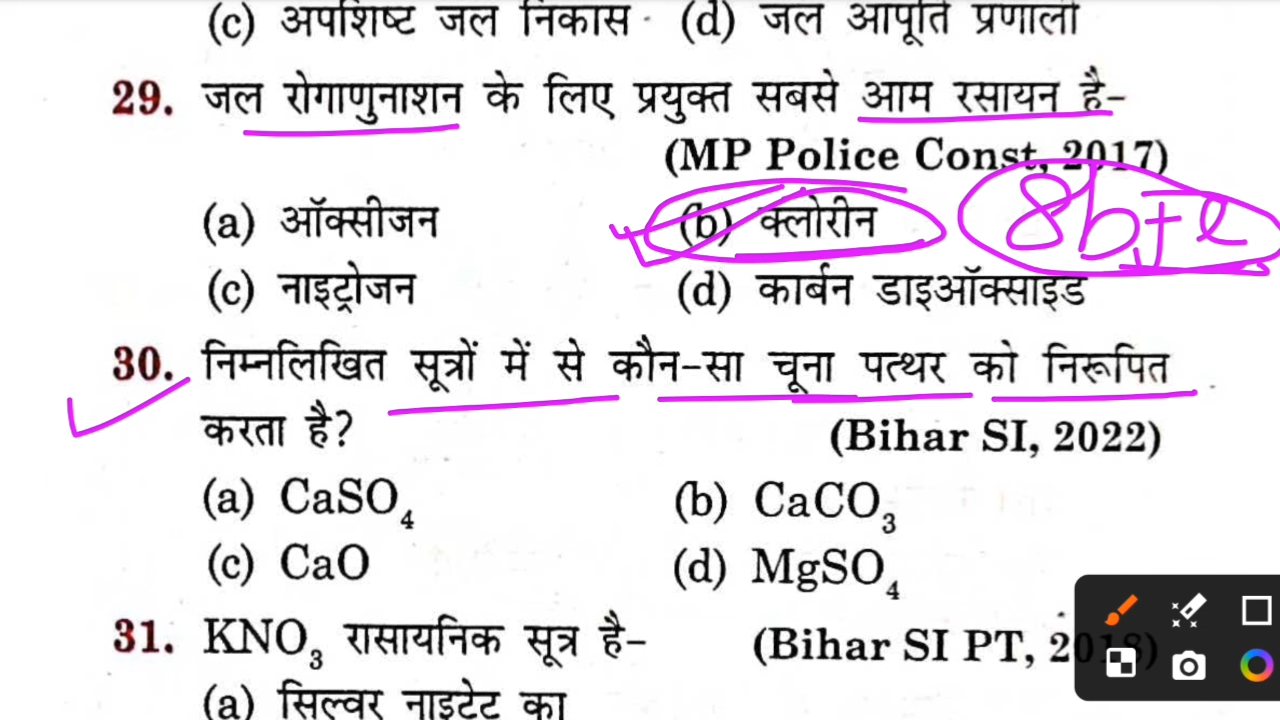 (c) अपशिष्ट जल निकास (d) जल आपूर्ति प्रणाली
29. जल रोगाणुनाशन के लिए प्रयुक्त सबसे आम रसायन है-
(MP Police Const, 2017)
(a) ऑक्सीजन (b) क्लोरीन
(c) नाइट्रोजन (d) कार्बन डाइऑक्साइड
30. निम्नलिखित सूत्रों में से कौन-सा चूना पत्थर को निरूपित
करता है? (Bihar SI, 2022)
(a) CaSO₄ (b) CaCO₃
(c) CaO (d) MgSO₄
31. KNO₃ रासायनिक सूत्र है- (Bihar SI PT, 2018)
(a) सिल्वर नाइट्रेट का